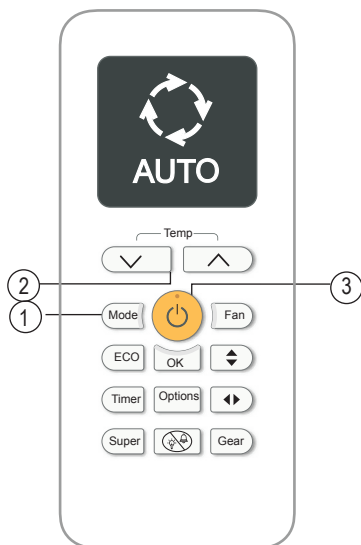 AUTO
Temp
2
3
1
Mode
Fan
ECO
OK
Timer
Options
Super
Gear